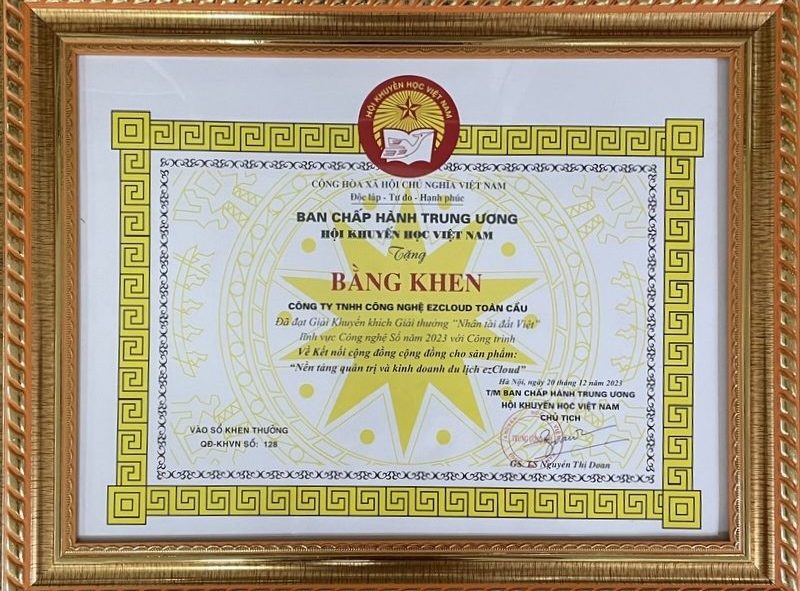 HỘI KHUYẾN HỌC VIỆT NAM
CỘNG HÒA XÃ HỘI CHỦ NGHĨA VIỆT NAM
Độc lập - Tự do - Hạnh phúc
BAN CHẤP HÀNH TRUNG ƯƠNG
HỘI KHUYẾN HỌC VIỆT NAM
Tặng
BẰNG KHEN
CÔNG TY TNHH CÔNG NGHỆ EZCLOUD TOÀN CẦU
Đã đạt Giải Khuyến khích Giải thưởng "Nhân tài đất Việt"
lĩnh vực Công nghệ Số năm 2023 với Công trình
Về Kết nối cộng đồng cộng đồng cho sản phẩm:
"Nền tảng quản trị và kinh doanh du lịch ezCloud"
Hà Nội, ngày 20 tháng 12 năm 2023
T/M BAN CHẤP HÀNH TRUNG ƯƠNG
HỘI KHUYẾN HỌC VIỆT NAM
CHỦ TỊCH
VÀO SỔ KHEN THƯỞNG
QĐ-KHVN SỐ: 128
GS. TS Nguyễn Thị Doan